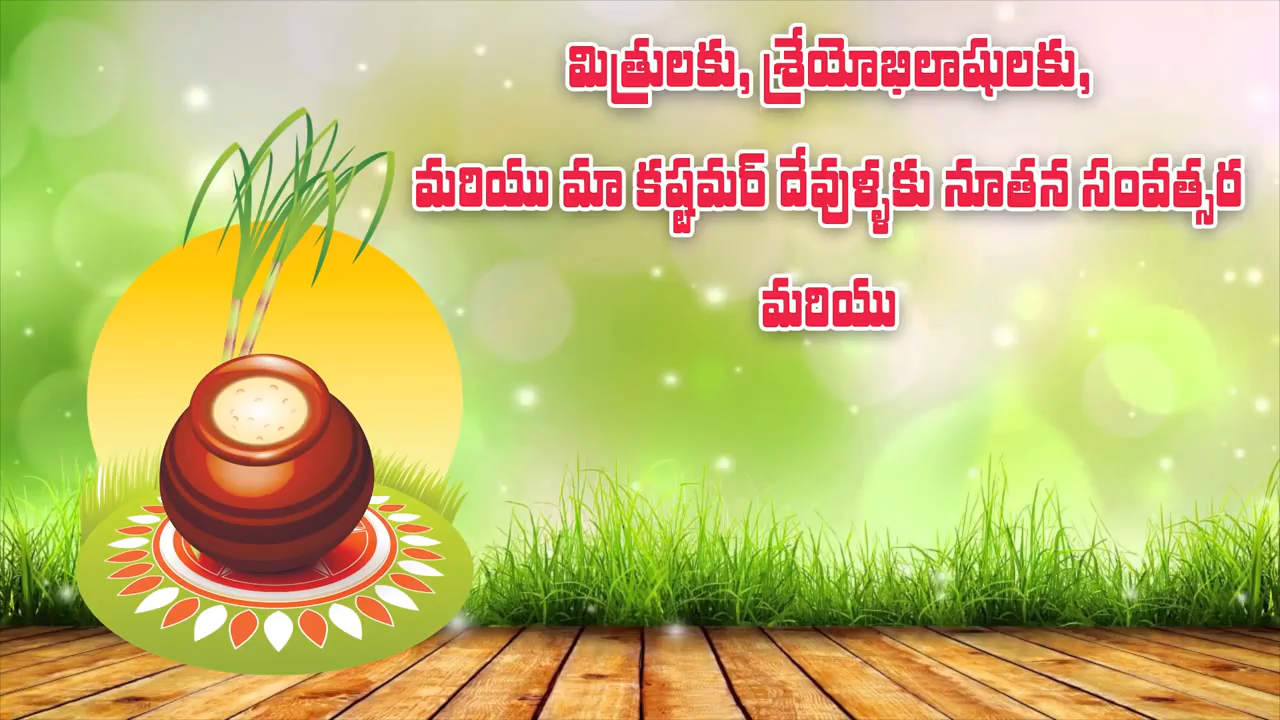 మిత్రులకు, శ్రేయోభిలాషులకు,
మరియు మా కష్టమర్ దేవుళ్ళకు నూతన సంవత్సర
మరియు